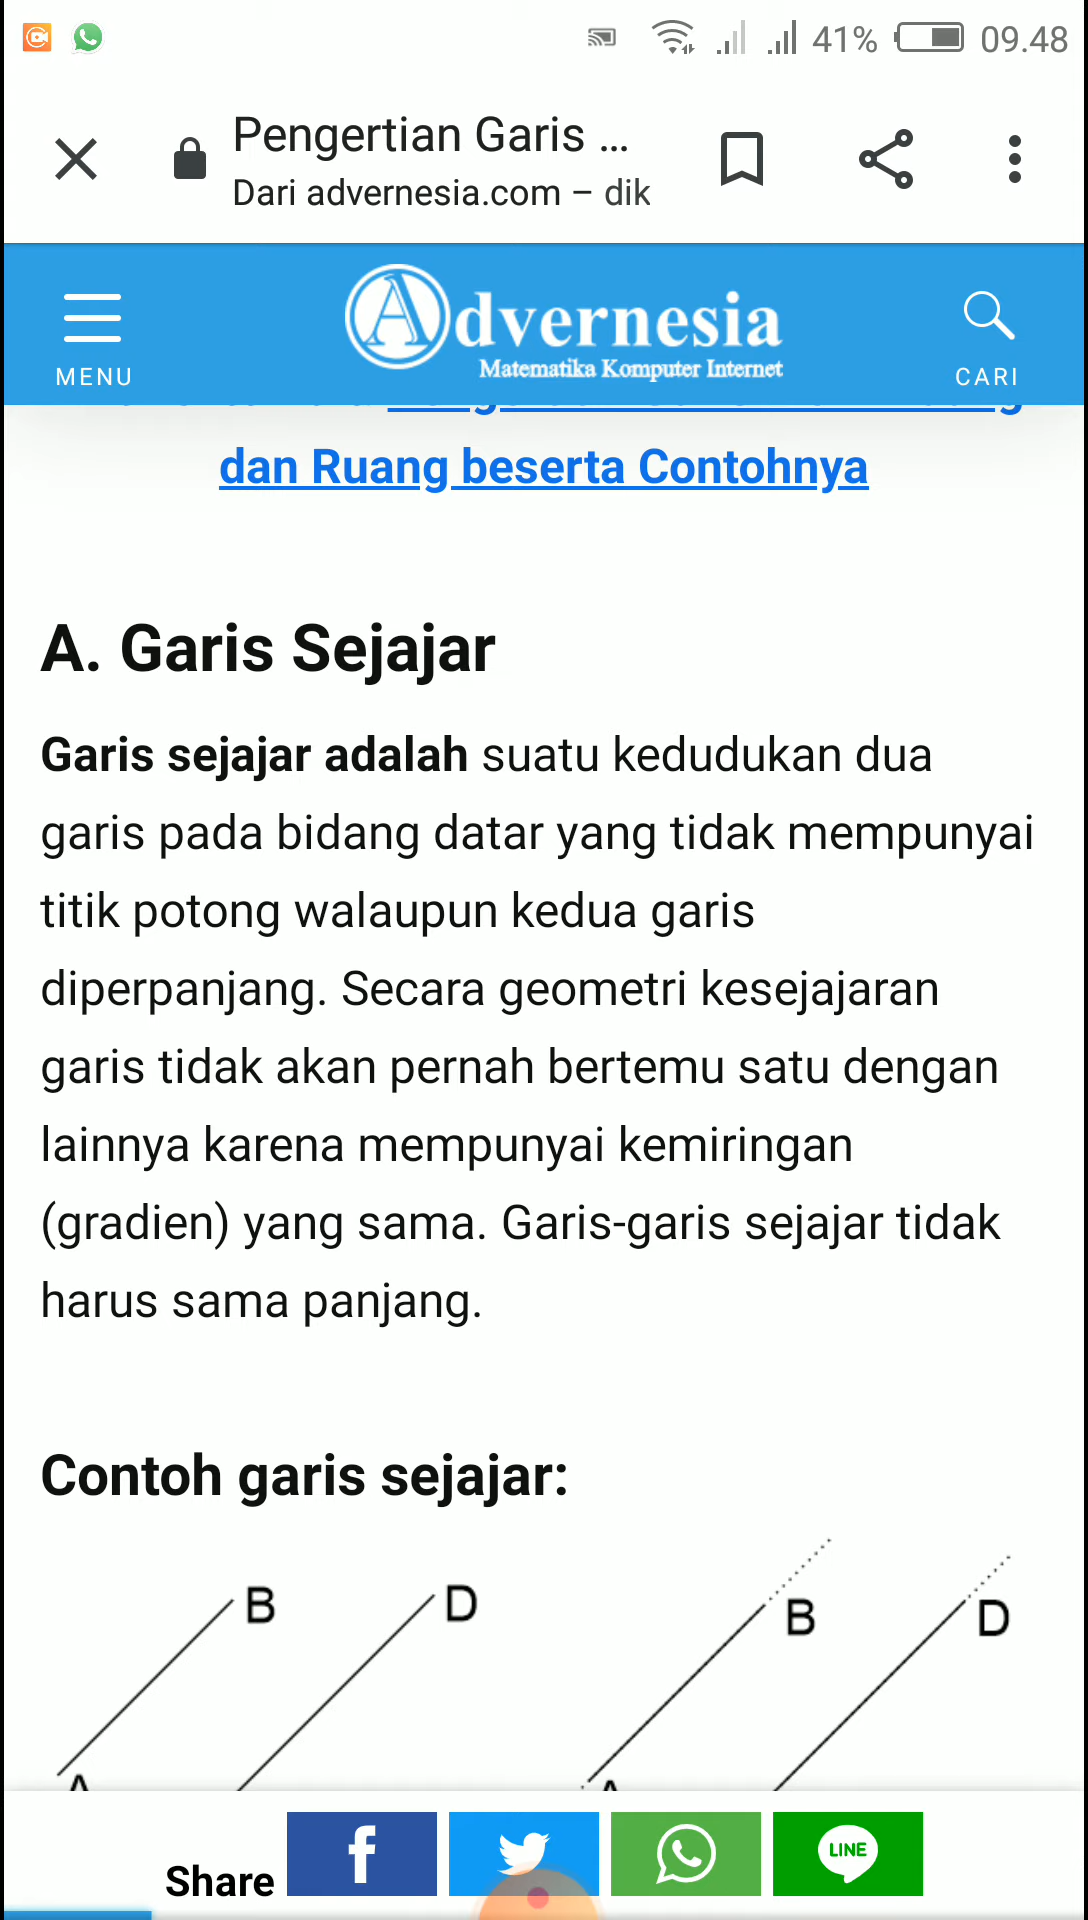 41% 09.48
Pengertian Garis ...
Dari advernesia.com – dik
Advernesia
Matematika Komputer Internet
MENU
CARI
dan Ruang beserta Contohnya
A. Garis Sejajar
Garis sejajar adalah suatu kedudukan dua
garis pada bidang datar yang tidak mempunyai
titik potong walaupun kedua garis
diperpanjang. Secara geometri kesejajaran
garis tidak akan pernah bertemu satu dengan
lainnya karena mempunyai kemiringan
(gradien) yang sama. Garis-garis sejajar tidak
harus sama panjang.
Contoh garis sejajar:
B D B D
A A
Share
LINE